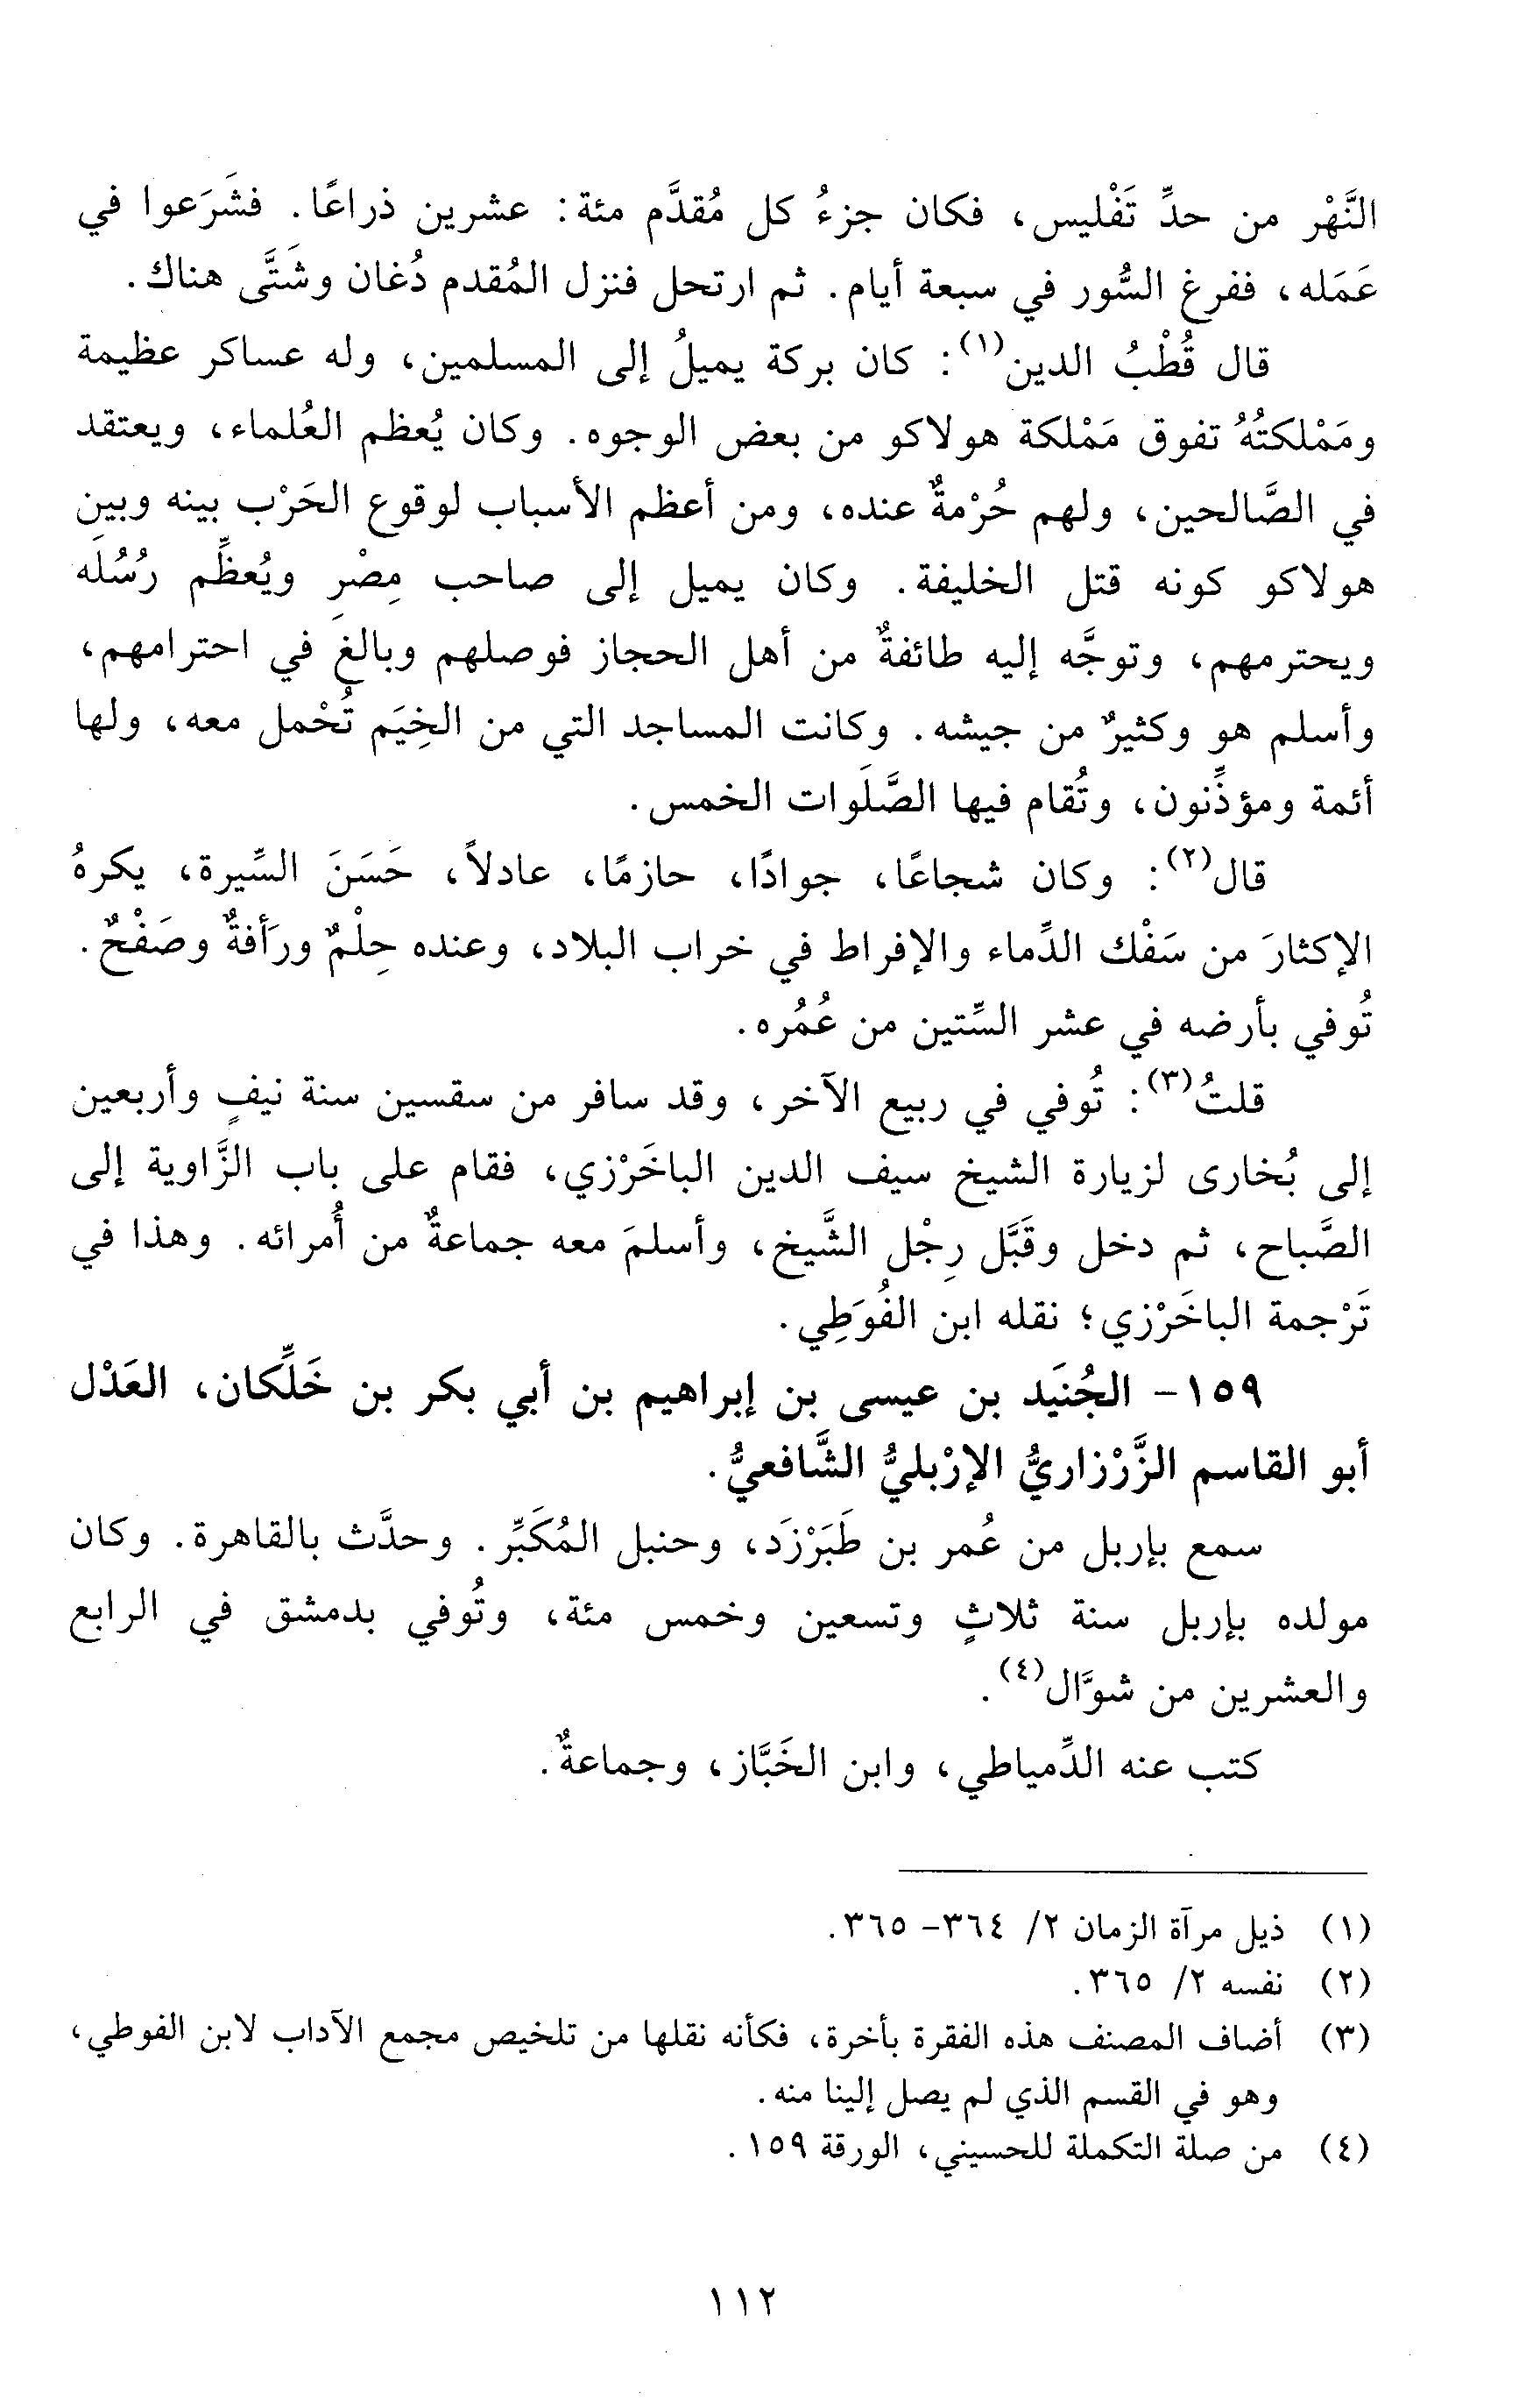 النَّهْر من حدِّ تَفْليس، فكان جزءُ كل مُقدَّم مئة: عشرين ذراعًا. فشَرَعوا في
عَمَله، ففرغ السُّور في سبعة أيام. ثم ارتحل فنزل المُقدم دُغان وشَتَّى هناك.
قال قُطْبُ الدين(١): كان بركة يميلُ إلى المسلمين، وله عساكر عظيمة
ومَمْلكتُهُ تفوق مَمْلكة هولاكو من بعض الوجوه. وكان يُعظم العُلماء، ويعتقد
في الصَّالحين، ولهم حُرْمةٌ عنده، ومن أعظم الأسباب لوقوع الحَرْب بينه وبين
هولاكو كونه قتل الخليفة. وكان يميل إلى صاحب مِصْرِ ويُعظِّم رُسُلَه
ويحترمهم، وتوجَّه إليه طائفةٌ من أهل الحجاز فوصلهم وبالغَ في احترامهم،
وأسلم هو وكثيرٌ من جيشه. وكانت المساجد التي من الخِيَم تُحْمل معه، ولها
أئمة ومؤذِّنون، وتُقام فيها الصَّلَوات الخمس.
قال(٢): وكان شجاعًا، جوادًا، حازمًا، عادلاً، حَسَنَ السِّيرة، يكرهُ
الإكثارَ من سَفْك الدِّماء والإفراط في خراب البلاد، وعنده حِلْمٌ ورَأفةٌ وصَفْحٌ.
تُوفي بأرضه في عشر السِّتين من عُمُره.
قلتُ(٣): تُوفي في ربيع الآخر، وقد سافر من سقسين سنة نيفٍ وأربعين
إلى بُخارى لزيارة الشيخ سيف الدين الباخَرْزي، فقام على باب الزَّاوية إلى
الصَّباح، ثم دخل وقَبَّل رِجْل الشَّيخ، وأسلمَ معه جماعةٌ من أُمرائه. وهذا في
تَرْجمة الباخَرْزي؛ نقله ابن الفُوَطِي.
١٥٩- الجُنَيَد بن عيسى بن إبراهيم بن أبي بكر بن خَلِّكان، العَدْل
أبو القاسم الزَّرْزاريُّ الإرْبليُّ الشَّافعيُّ.
سمع بإربل من عُمر بن طَبَرْزَد، وحنبل المُكَبِّر. وحدَّث بالقاهرة. وكان
مولده بإربل سنة ثلاثٍ وتسعين وخمس مئة، وتُوفي بدمشق في الرابع
والعشرين من شوَّال(٤).
كتب عنه الدِّمياطي، وابن الخَبَّاز، وجماعةٌ.
(١) ذيل مرآة الزمان ٢/ ٣٦٤- ٣٦٥.
(٢) نفسه ٢/ ٣٦٥.
(٣) أضاف المصنف هذه الفقرة بأخرة، فكأنه نقلها من تلخيص مجمع الآداب لابن الفوطي،
وهو في القسم الذي لم يصل إلينا منه.
(٤) من صلة التكملة للحسيني، الورقة ١٥٩.
١١٢